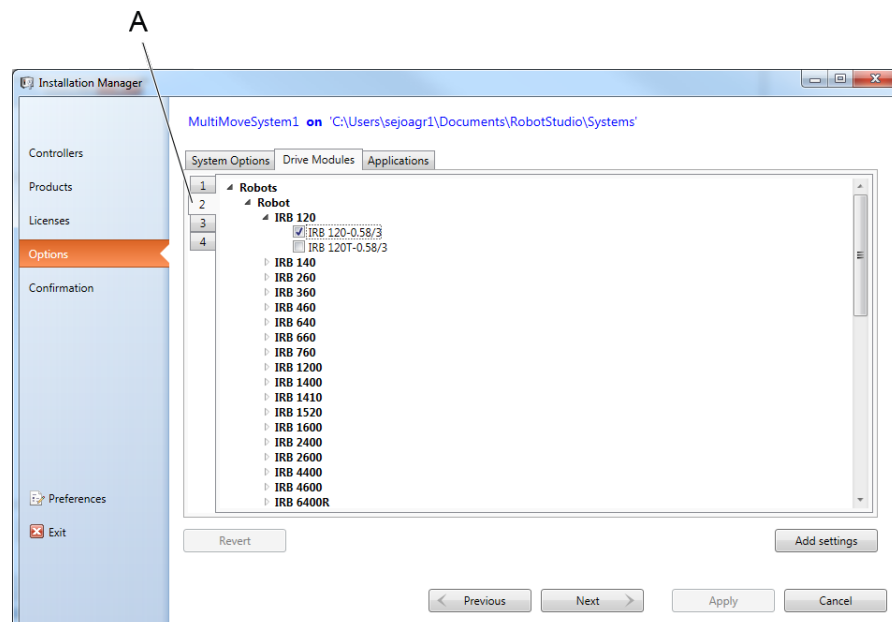 A
Installation Manager
MultiMoveSystem1 on 'C:\Users\sejoagr1\Documents\RobotStudio\Systems'
Controllers
Products
Licenses
Options
Confirmation
Preferences
Exit
System Options Drive Modules Applications
1
2
3
4
Robots
Robot
IRB 120
IRB 120-0.58/3
IRB 120T-0.58/3
IRB 140
IRB 260
IRB 360
IRB 460
IRB 640
IRB 660
IRB 760
IRB 1200
IRB 1400
IRB 1410
IRB 1520
IRB 1600
IRB 2400
IRB 2600
IRB 4400
IRB 4600
IRB 6400R
Revert Add settings
Previous Next Apply Cancel